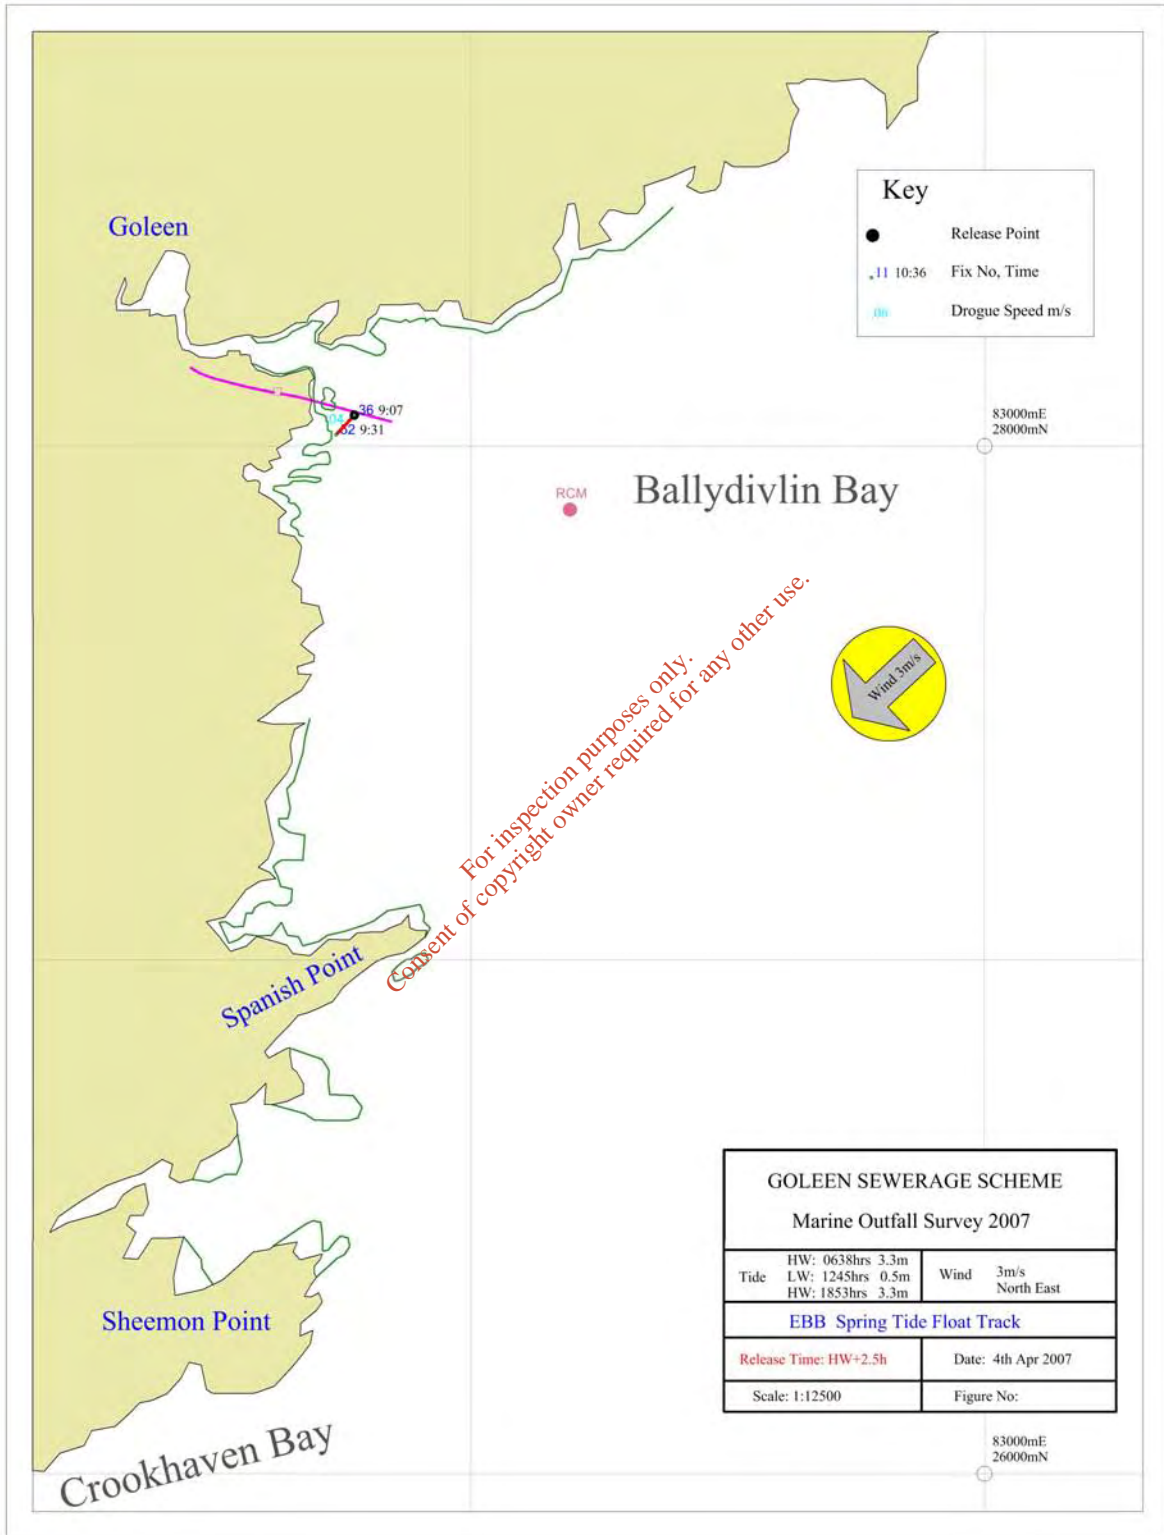 Goleen
Key
Release Point
11 10:36 Fix No, Time
.06 Drogue Speed m/s
36 9:07
.04
62 9:31
83000mE
28000mN
RCM
Ballydivlin Bay
Wind 3m/s
For inspection purposes only.
Consent of copyright owner required for any other use.
Spanish Point
GOLEEN SEWERAGE SCHEME
Marine Outfall Survey 2007
Tide
HW: 0638hrs 3.3m
LW: 1245hrs 0.5m
HW: 1853hrs 3.3m
Wind
3m/s
North East
EBB Spring Tide Float Track
Release Time: HW+2.5h
Date: 4th Apr 2007
Scale: 1:12500
Figure No:
Sheemon Point
Crookhaven Bay
83000mE
26000mN